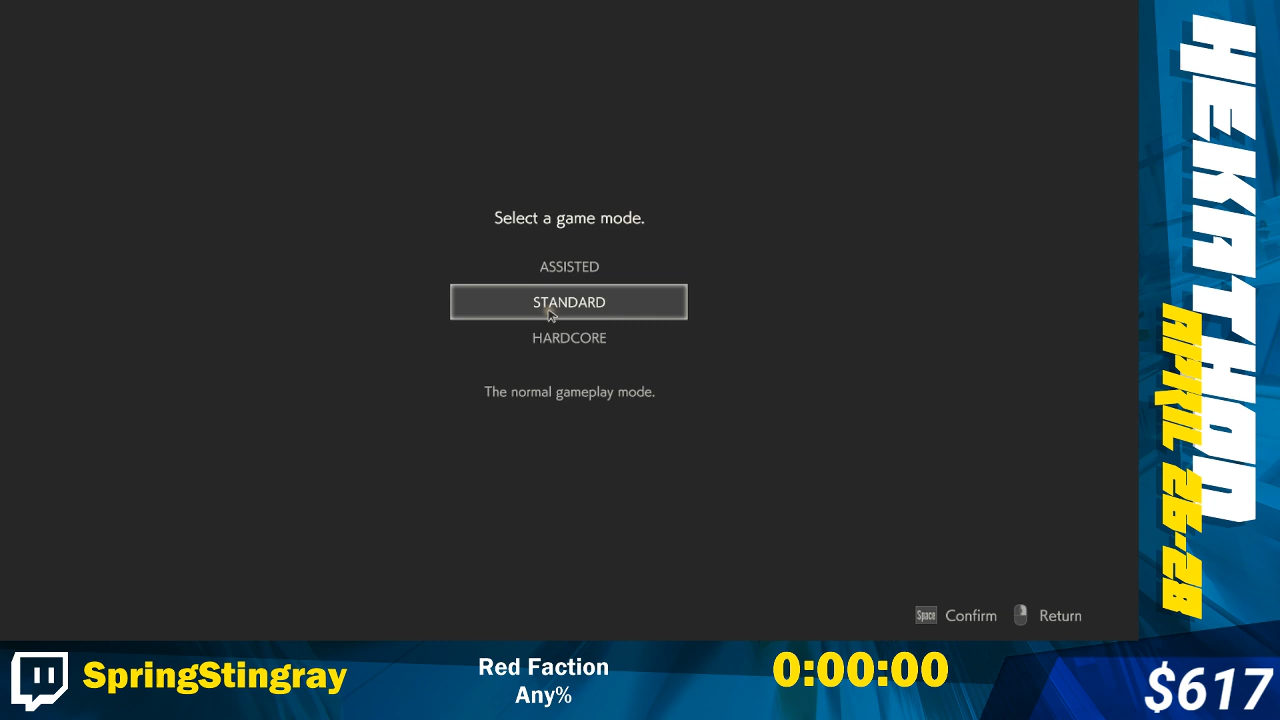 Select a game mode.
ASSISTED
STANDARD
HARDCORE
The normal gameplay mode.
Space Confirm Return
HEKATHON
APRIL 26-28
SpringStingray
Red Faction
Any%
0:00:00
$617